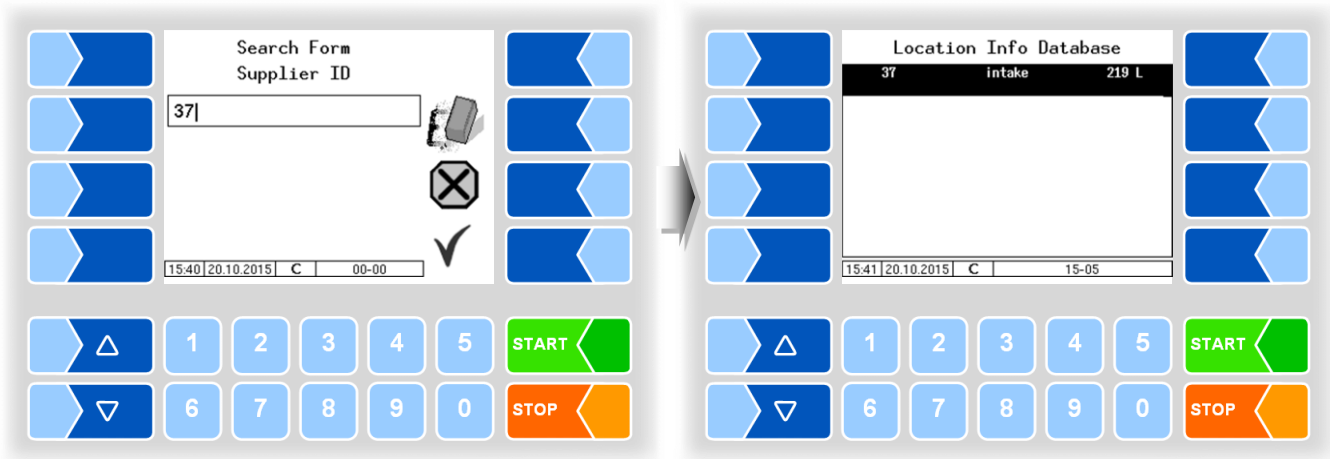 Search Form
Supplier ID
37
15:40 20.10.2015 C 00-00
1 2 3 4 5 START
6 7 8 9 0 STOP
Location Info Database
37 intake 219 L
15:41 20.10.2015 C 15-05
1 2 3 4 5 START
6 7 8 9 0 STOP